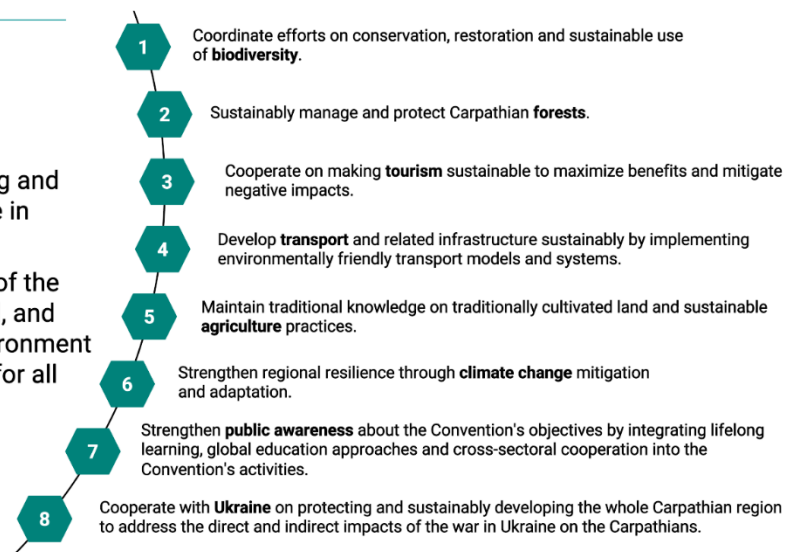 g and
e in
of the
, and
ronment
for all
1
Coordinate efforts on conservation, restoration and sustainable use
of biodiversity.
2
Sustainably manage and protect Carpathian forests.
3
Cooperate on making tourism sustainable to maximize benefits and mitigate
negative impacts.
4
Develop transport and related infrastructure sustainably by implementing
environmentally friendly transport models and systems.
5
Maintain traditional knowledge on traditionally cultivated land and sustainable
agriculture practices.
6
Strengthen regional resilience through climate change mitigation
and adaptation.
7
Strengthen public awareness about the Convention's objectives by integrating lifelong
learning, global education approaches and cross-sectoral cooperation into the
Convention's activities.
8
Cooperate with Ukraine on protecting and sustainably developing the whole Carpathian region
to address the direct and indirect impacts of the war in Ukraine on the Carpathians.